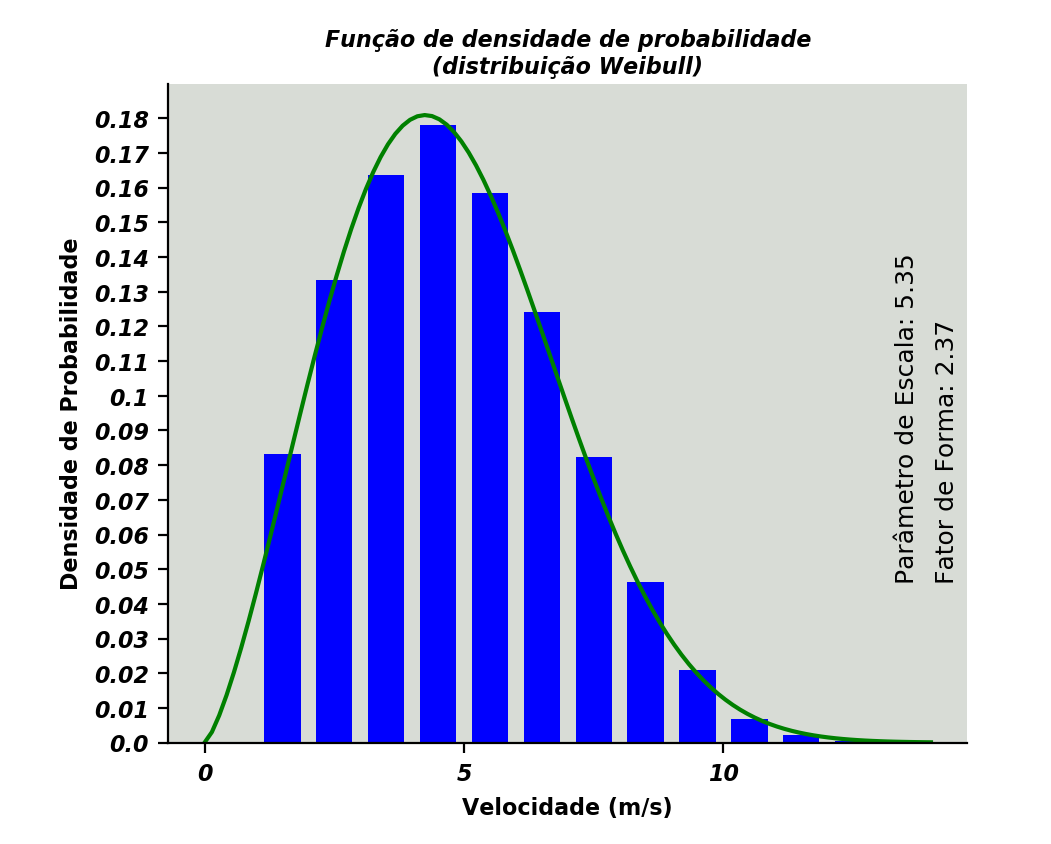 Função de densidade de probabilidade
(distribuição Weibull)
Densidade de Probabilidade
0.18
0.17
0.16
0.15
0.14
0.13
0.12
0.11
0.1
0.09
0.08
0.07
0.06
0.05
0.04
0.03
0.02
0.01
0.0
Parâmetro de Escala: 5.35
Fator de Forma: 2.37
0 5 10
Velocidade (m/s)